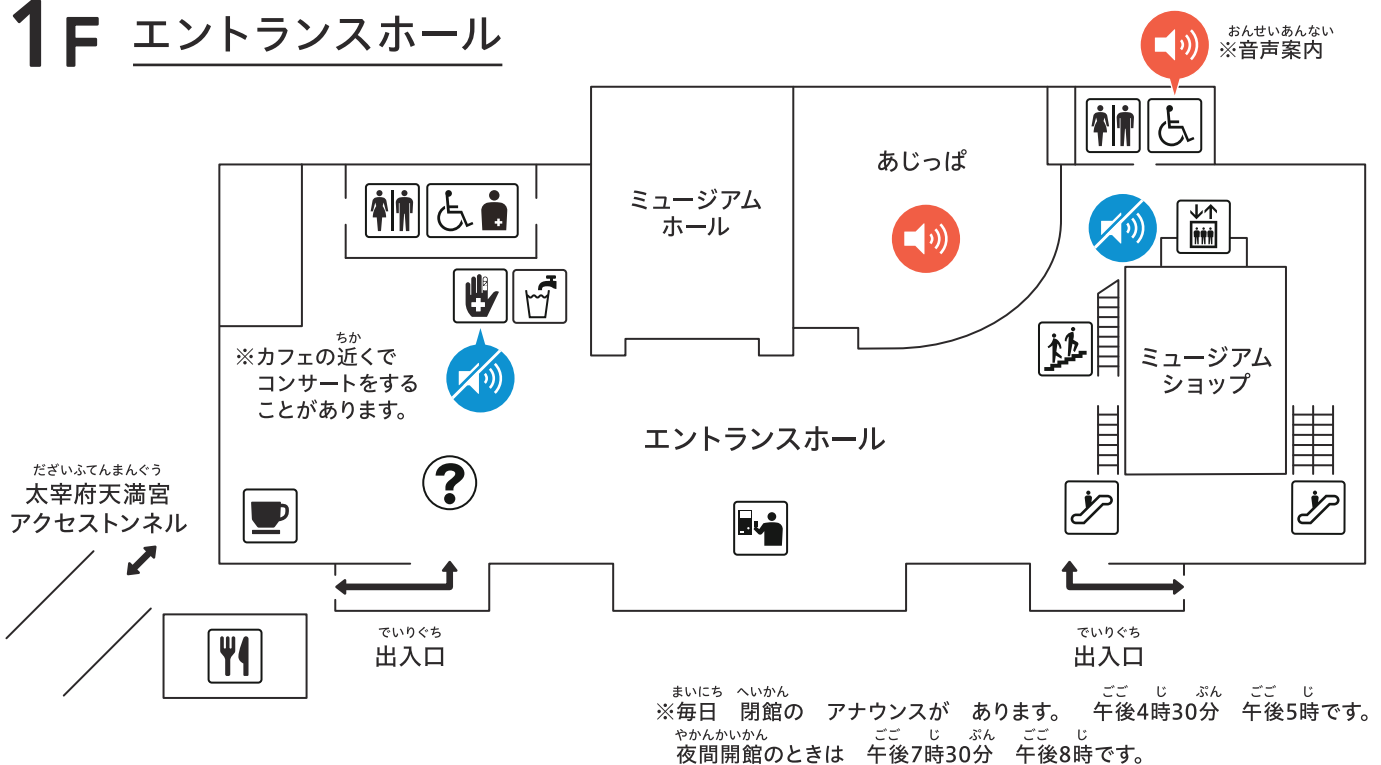 1F エントランスホール
おんせいあんない
※音声案内
あじっぱ
ミュージアム
ホール
ちか
※カフェの近くで
コンサートをする
ことがあります。
ミュージアム
ショップ
エントランスホール
?
だざいふてんまんぐう
太宰府天満宮
アクセストンネル
でいりぐち
出入口
でいりぐち
出入口
まいにち へいかん ごご じ ぷん ごご じ
※毎日 閉館の アナウンスが あります。 午後4時30分 午後5時です。
やかんかいかん ごご じ ぷん ごご じ
夜間開館のときは 午後7時30分 午後8時です。